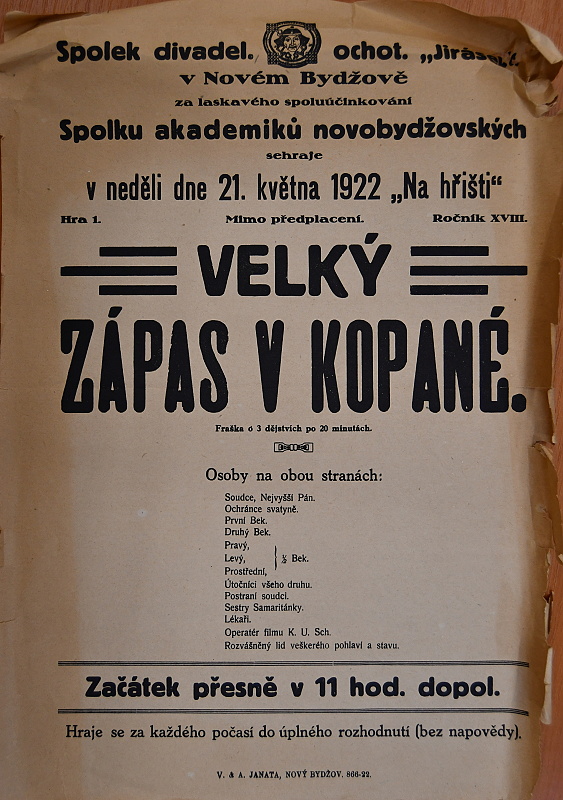 Spolek divadel. ochot. „Jirásek“
v Novém Bydžově
za laskavého spoluúčinkování
Spolku akademiků novobydžovských
sehraje
v neděli dne 21. května 1922 „Na hřišti“
Hra 1. Mimo předplacení. Ročník XVIII.
VELKÝ
ZÁPAS V KOPANÉ.
Fraška o 3 dějstvích po 20 minutách.
Osoby na obou stranách:
Soudce, Nejvyšší Pán.
Ochránce svatyně.
První Bek.
Druhý Bek.
Pravý,
Levý, ½ Bek.
Prostřední,
Útočníci všeho druhu.
Postraní soudci.
Sestry Samaritánky.
Lékaři.
Operatér filmu K. U. Sch.
Rozvášněný lid veškerého pohlaví a stavu.
Začátek přesně v 11 hod. dopol.
Hraje se za každého počasí do úplného rozhodnutí (bez napovědy).
V. & A. JANATA, NOVÝ BYDŽOV. 866-22.